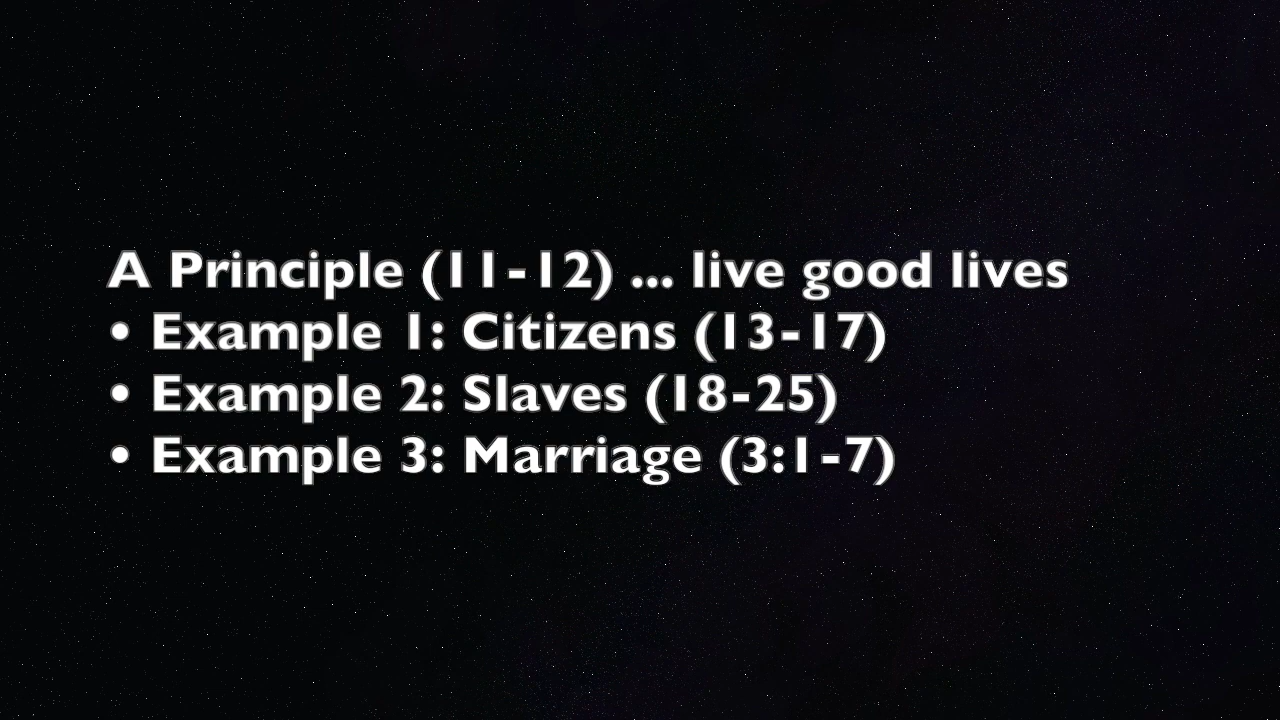 A Principle (11-12) ... live good lives
• Example 1: Citizens (13-17)
• Example 2: Slaves (18-25)
• Example 3: Marriage (3:1-7)